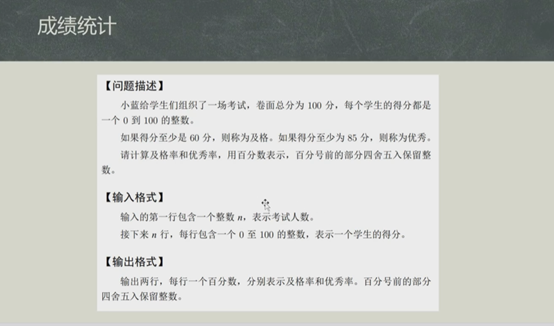 成绩统计
【问题描述】
小蓝给学生们组织了一场考试，卷面总分为 100 分，每个学生的得分都是
一个 0 到 100 的整数。
如果得分至少是 60 分，则称为及格。如果得分至少为 85 分，则称为优秀。
请计算及格率和优秀率，用百分数表示，百分号前的部分四舍五入保留整
数。
【输入格式】
输入的第一行包含一个整数 n，表示考试人数。
接下来 n 行，每行包含一个 0 至 100 的整数，表示一个学生的得分。
【输出格式】
输出两行，每行一个百分数，分别表示及格率和优秀率。百分号前的部分
四舍五入保留整数。